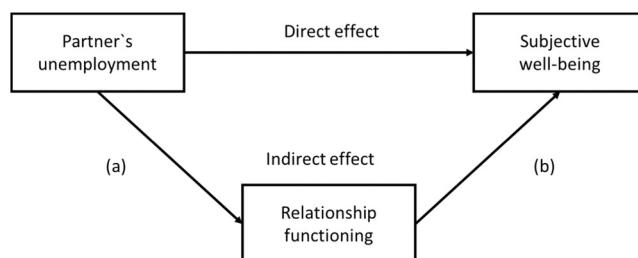 Partner`s
unemployment
Direct effect
Subjective
well-being
(a)
Indirect effect
(b)
Relationship
functioning